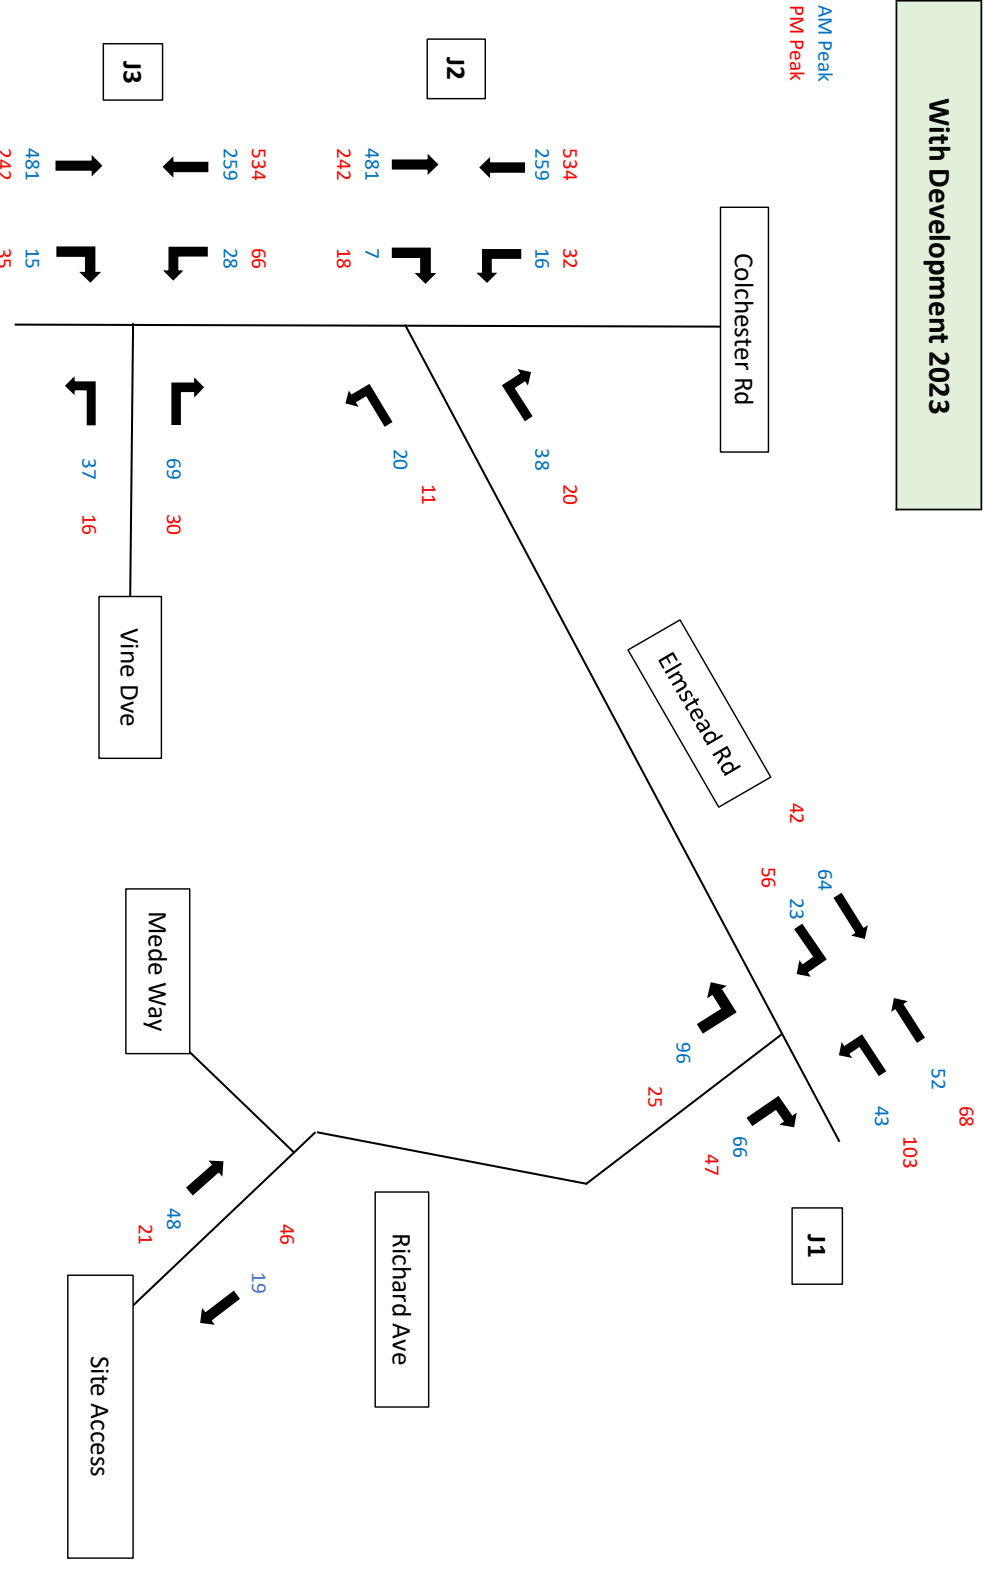 With Development 2023
AM Peak
PM Peak
68
52
103
43
64
42
23
56
J1
Colchester Rd
66
47
Elmstead Rd
96
25
534 32
259 16
38 20
J2
20 11
481 7
242 18
Richard Ave
46
19
534 66
259 28
69 30
48
21
Mede Way
J3
Vine Dve
37 16
Site Access
481 15
242 35